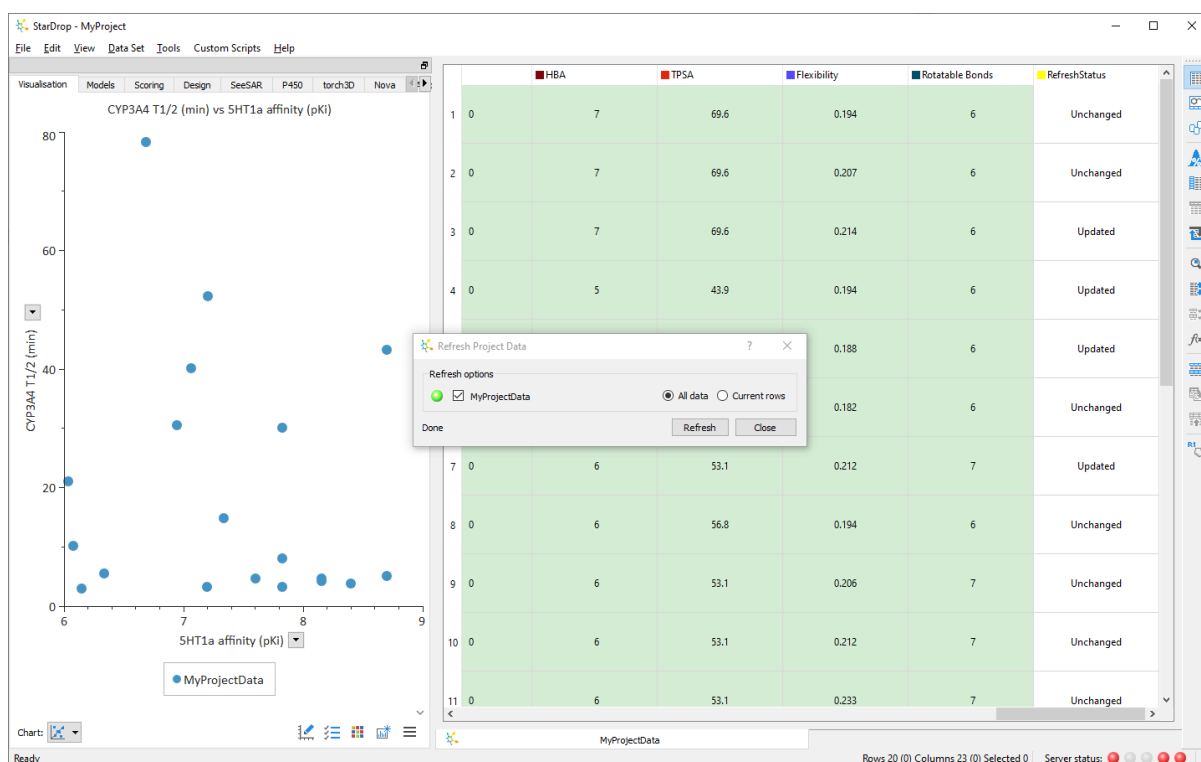 StarDrop - MyProject
File Edit View Data Set Tools Custom Scripts Help
Visualisation Models Scoring Design SeeSAR P450 torch3D Nova
CYP3A4 T1/2 (min) vs 5HT1a affinity (pKi)
80
60
40
20
0
CYP3A4 T1/2 (min)
6 7 8 9
5HT1a affinity (pKi)
MyProjectData
Chart:
HBA TPSA Flexibility Rotatable Bonds RefreshStatus
1 0 7 69.6 0.194 6 Unchanged
2 0 7 69.6 0.207 6 Unchanged
3 0 7 69.6 0.214 6 Updated
4 0 5 43.9 0.194 6 Updated
0.188 6 Updated
0.182 6 Unchanged
7 0 6 53.1 0.212 7 Updated
8 0 6 56.8 0.194 6 Unchanged
9 0 6 53.1 0.206 7 Unchanged
10 0 6 53.1 0.212 7 Unchanged
11 0 6 53.1 0.233 7 Unchanged
Refresh Project Data ?
Refresh options
MyProjectData All data Current rows
Done Refresh Close
MyProjectData
Ready Rows 20 (0) Columns 23 (0) Selected 0 Server status: